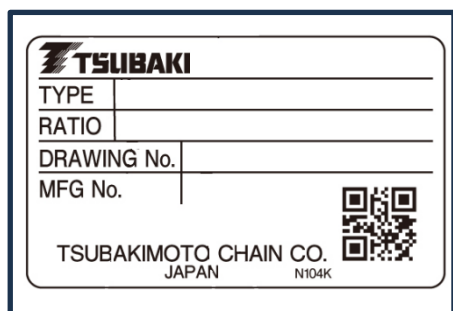 TSUBAKI
TYPE
RATIO
DRAWING No.
MFG No.
TSUBAKIMOTO CHAIN CO.
JAPAN N104K